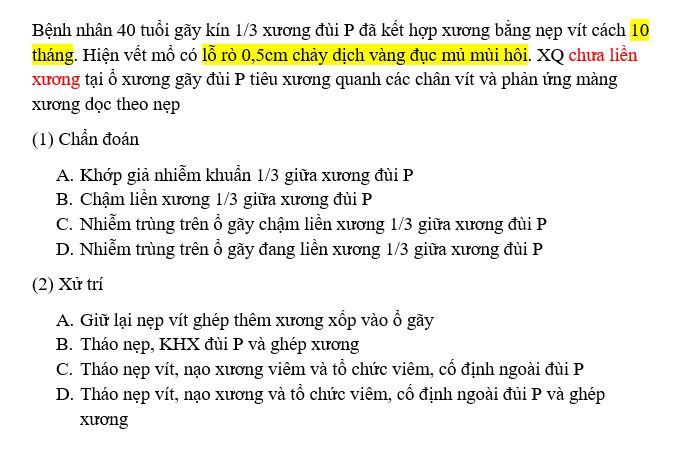 Bệnh nhân 40 tuổi gãy kín 1/3 xương đùi P đã kết hợp xương bằng nẹp vít cách 10
tháng. Hiện vết mổ có lỗ rò 0,5cm chảy dịch vàng đục mủ mùi hôi. XQ chưa liền
xương tại ổ xương gãy đùi P tiêu xương quanh các chân vít và phản ứng màng
xương dọc theo nẹp
(1) Chẩn đoán
A. Khớp giả nhiễm khuẩn 1/3 giữa xương đùi P
B. Chậm liền xương 1/3 giữa xương đùi P
C. Nhiễm trùng trên ổ gãy chậm liền xương 1/3 giữa xương đùi P
D. Nhiễm trùng trên ổ gãy đang liền xương 1/3 giữa xương đùi P
(2) Xử trí
A. Giữ lại nẹp vít ghép thêm xương xốp vào ổ gãy
B. Tháo nẹp, KHX đùi P và ghép xương
C. Tháo nẹp vít, nạo xương viêm và tổ chức viêm, cố định ngoài đùi P
D. Tháo nẹp vít, nạo xương và tổ chức viêm, cố định ngoài đùi P và ghép
xương